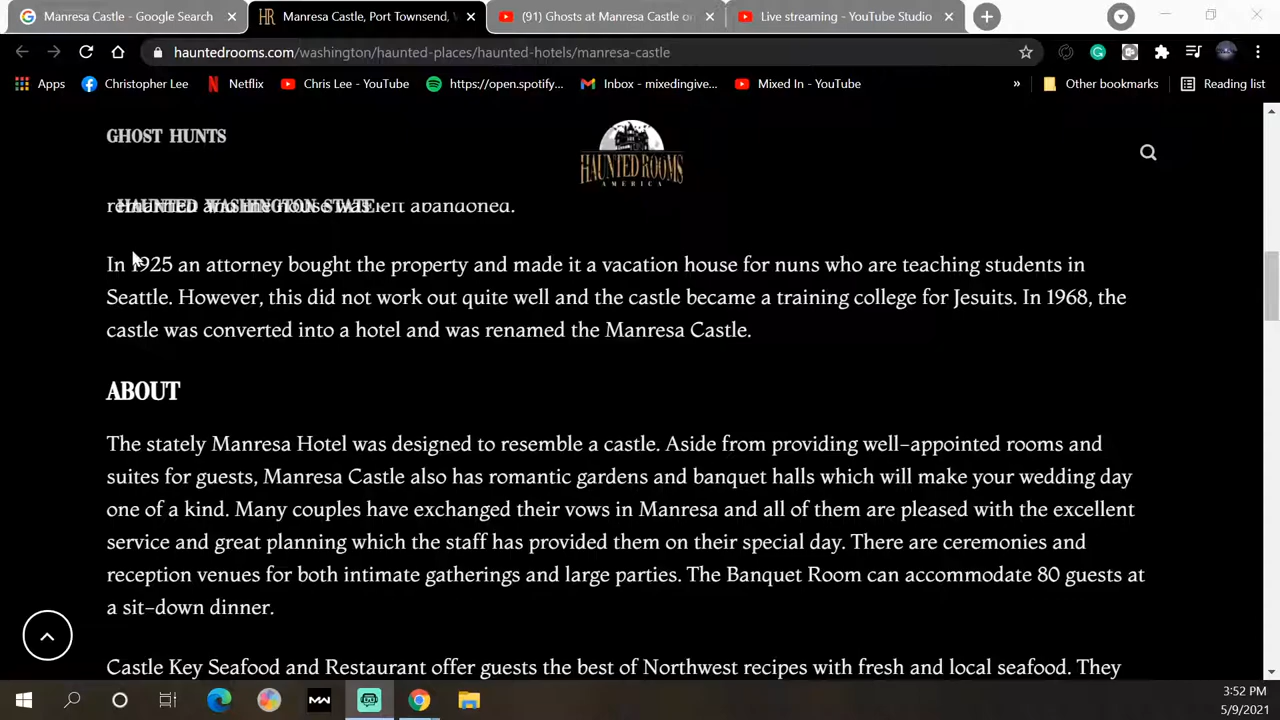 Manresa Castle - Google Search
Manresa Castle, Port Townsend,
(91) Ghosts at Manresa Castle o
Live streaming - YouTube Studio
hauntedrooms.com/washington/haunted-places/haunted-hotels/manresa-castle
Apps
Christopher Lee
Netflix
Chris Lee - YouTube
https://open.spotify...
Inbox - mixedingive...
Mixed In - YouTube
»
Other bookmarks
Reading list
GHOST HUNTS
HAUNTED ROOMS
AMERICA
HAUNTED WASHINGTON STATE
remarried and the house was left abandoned.
In 1925 an attorney bought the property and made it a vacation house for nuns who are teaching students in
Seattle. However, this did not work out quite well and the castle became a training college for Jesuits. In 1968, the
castle was converted into a hotel and was renamed the Manresa Castle.
ABOUT
The stately Manresa Hotel was designed to resemble a castle. Aside from providing well-appointed rooms and
suites for guests, Manresa Castle also has romantic gardens and banquet halls which will make your wedding day
one of a kind. Many couples have exchanged their vows in Manresa and all of them are pleased with the excellent
service and great planning which the staff has provided them on their special day. There are ceremonies and
reception venues for both intimate gatherings and large parties. The Banquet Room can accommodate 80 guests at
a sit-down dinner.
Castle Key Seafood and Restaurant offer guests the best of Northwest recipes with fresh and local seafood. They
MW
3:52 PM
5/9/2021